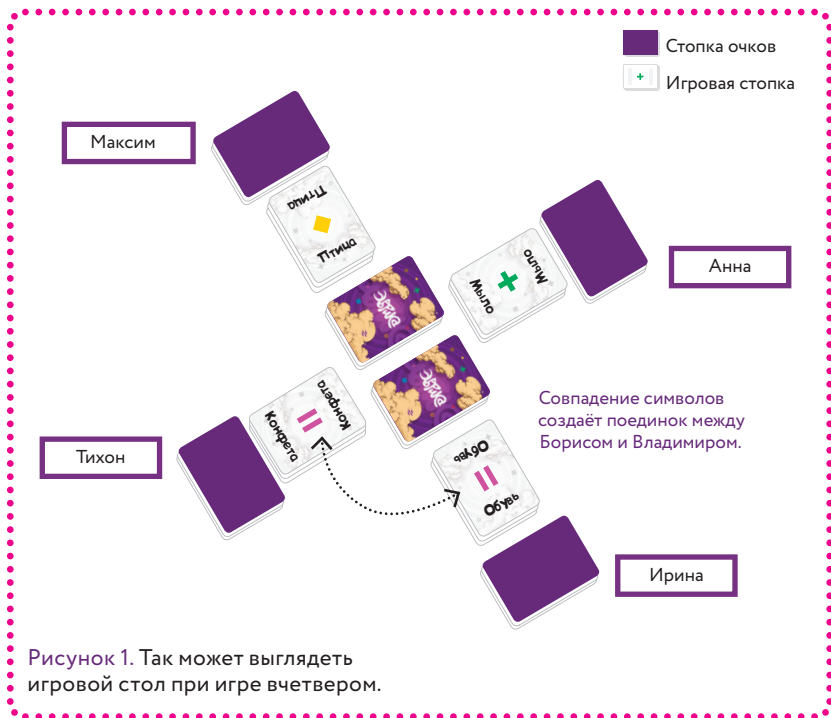 Стопка очков
Игровая стопка
Максим
Птица
Птица
Анна
Мыло
Мыло
Конфета
Конфета
Тихон
Совпадение символов
создаёт поединок между
Борисом и Владимиром.
Обувь
Обувь
Ирина
Рисунок 1. Так может выглядеть
игровой стол при игре вчетвером.